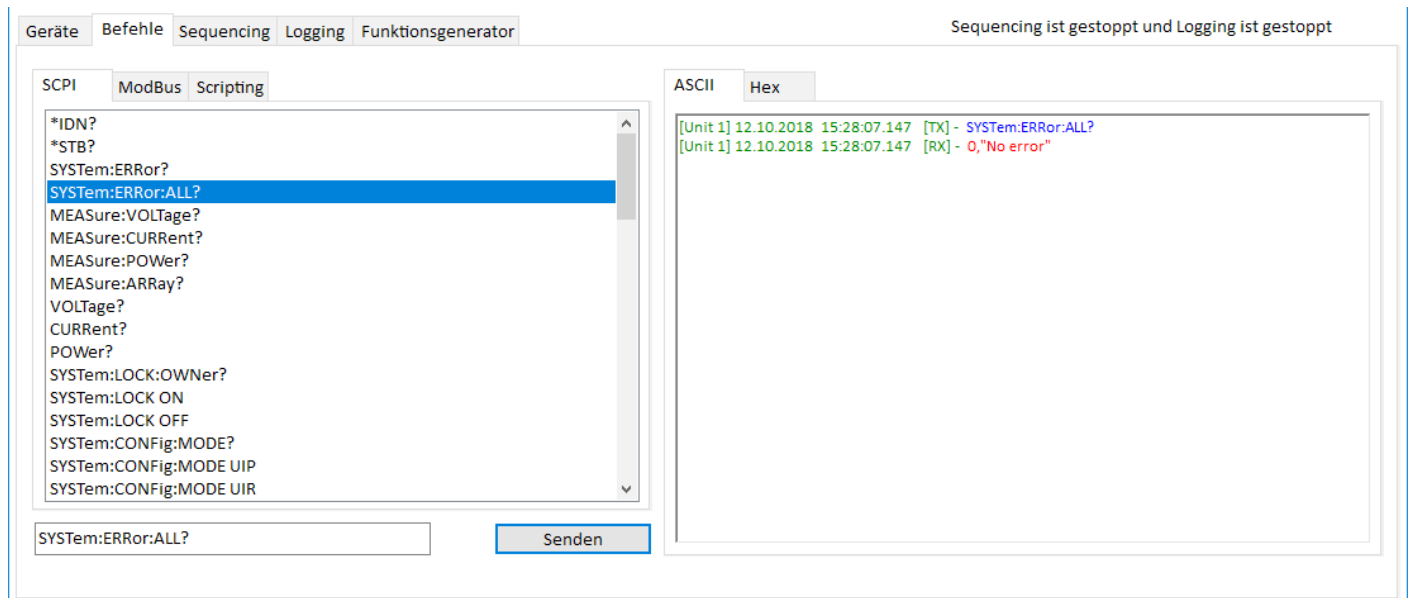 Geräte Befehle Sequencing Logging Funktionsgenerator Sequencing ist gestoppt und Logging ist gestoppt
SCPI ModBus Scripting
*IDN?
*STB?
SYSTem:ERRor?
SYSTem:ERRor:ALL?
MEASure:VOLTage?
MEASure:CURRent?
MEASure:POWer?
MEASure:ARRay?
VOLTage?
CURRent?
POWer?
SYSTem:LOCK:OWNer?
SYSTem:LOCK ON
SYSTem:LOCK OFF
SYSTem:CONFig:MODE?
SYSTem:CONFig:MODE UIP
SYSTem:CONFig:MODE UIR
SYSTem:ERRor:ALL? Senden
ASCII Hex
[Unit 1] 12.10.2018 15:28:07.147 [TX] - SYSTem:ERRor:ALL?
[Unit 1] 12.10.2018 15:28:07.147 [RX] - 0,"No error"